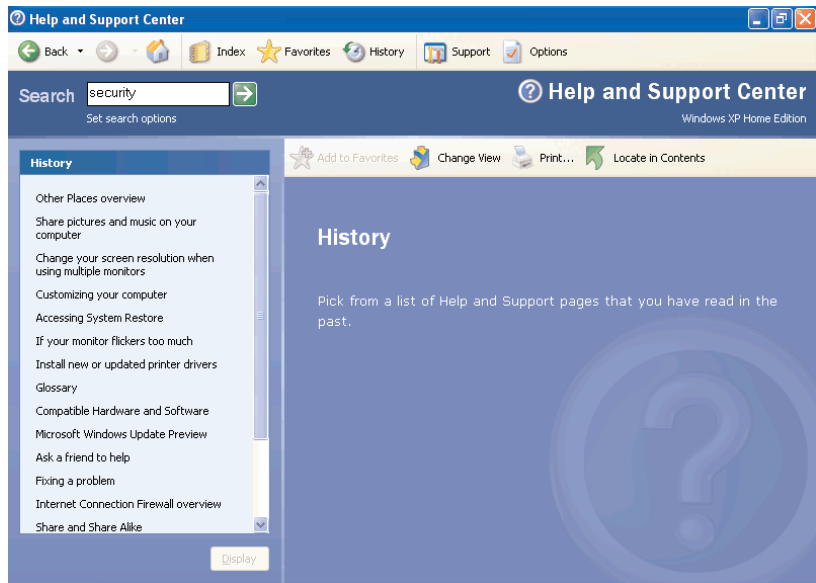 Help and Support Center
Back
Index
Favorites
History
Support
Options
Search
security
Set search options
Help and Support Center
Windows XP Home Edition
History
Other Places overview
Share pictures and music on your
computer
Change your screen resolution when
using multiple monitors
Customizing your computer
Accessing System Restore
If your monitor flickers too much
Install new or updated printer drivers
Glossary
Compatible Hardware and Software
Microsoft Windows Update Preview
Ask a friend to help
Fixing a problem
Internet Connection Firewall overview
Share and Share Alike
Display
Add to Favorites
Change View
Print...
Locate in Contents
History
Pick from a list of Help and Support pages that you have read in the
past.